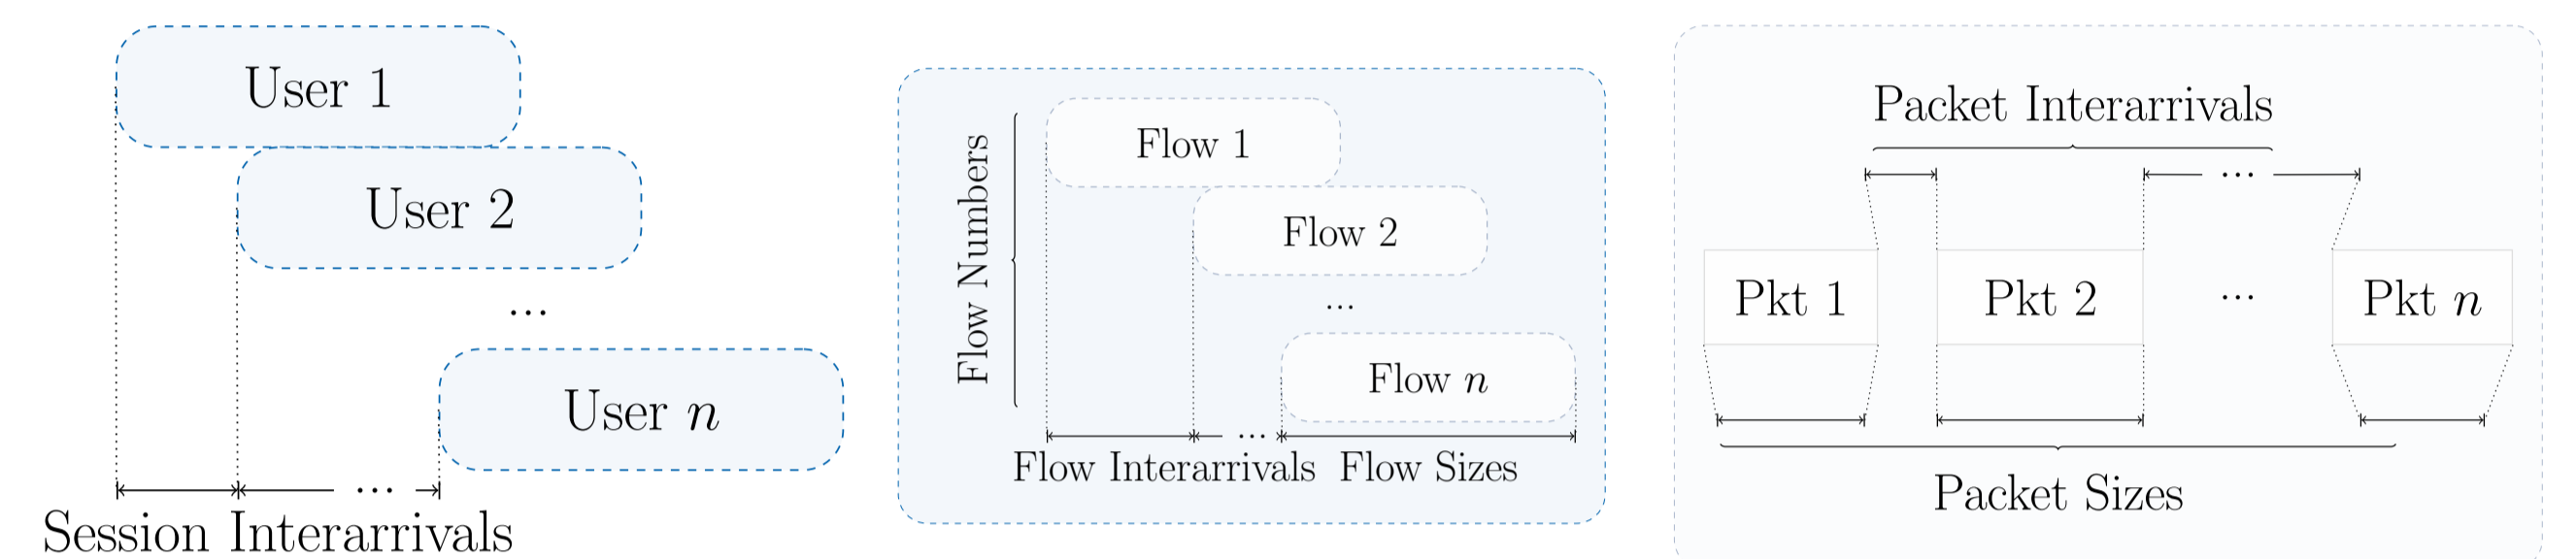 User 1
User 2
...
User n
...
Session Interarrivals
Flow Numbers
Flow 1
Flow 2
...
Flow n
...
Flow Interarrivals Flow Sizes
Packet Interarrivals
...
Pkt 1 Pkt 2 ... Pkt n
Packet Sizes